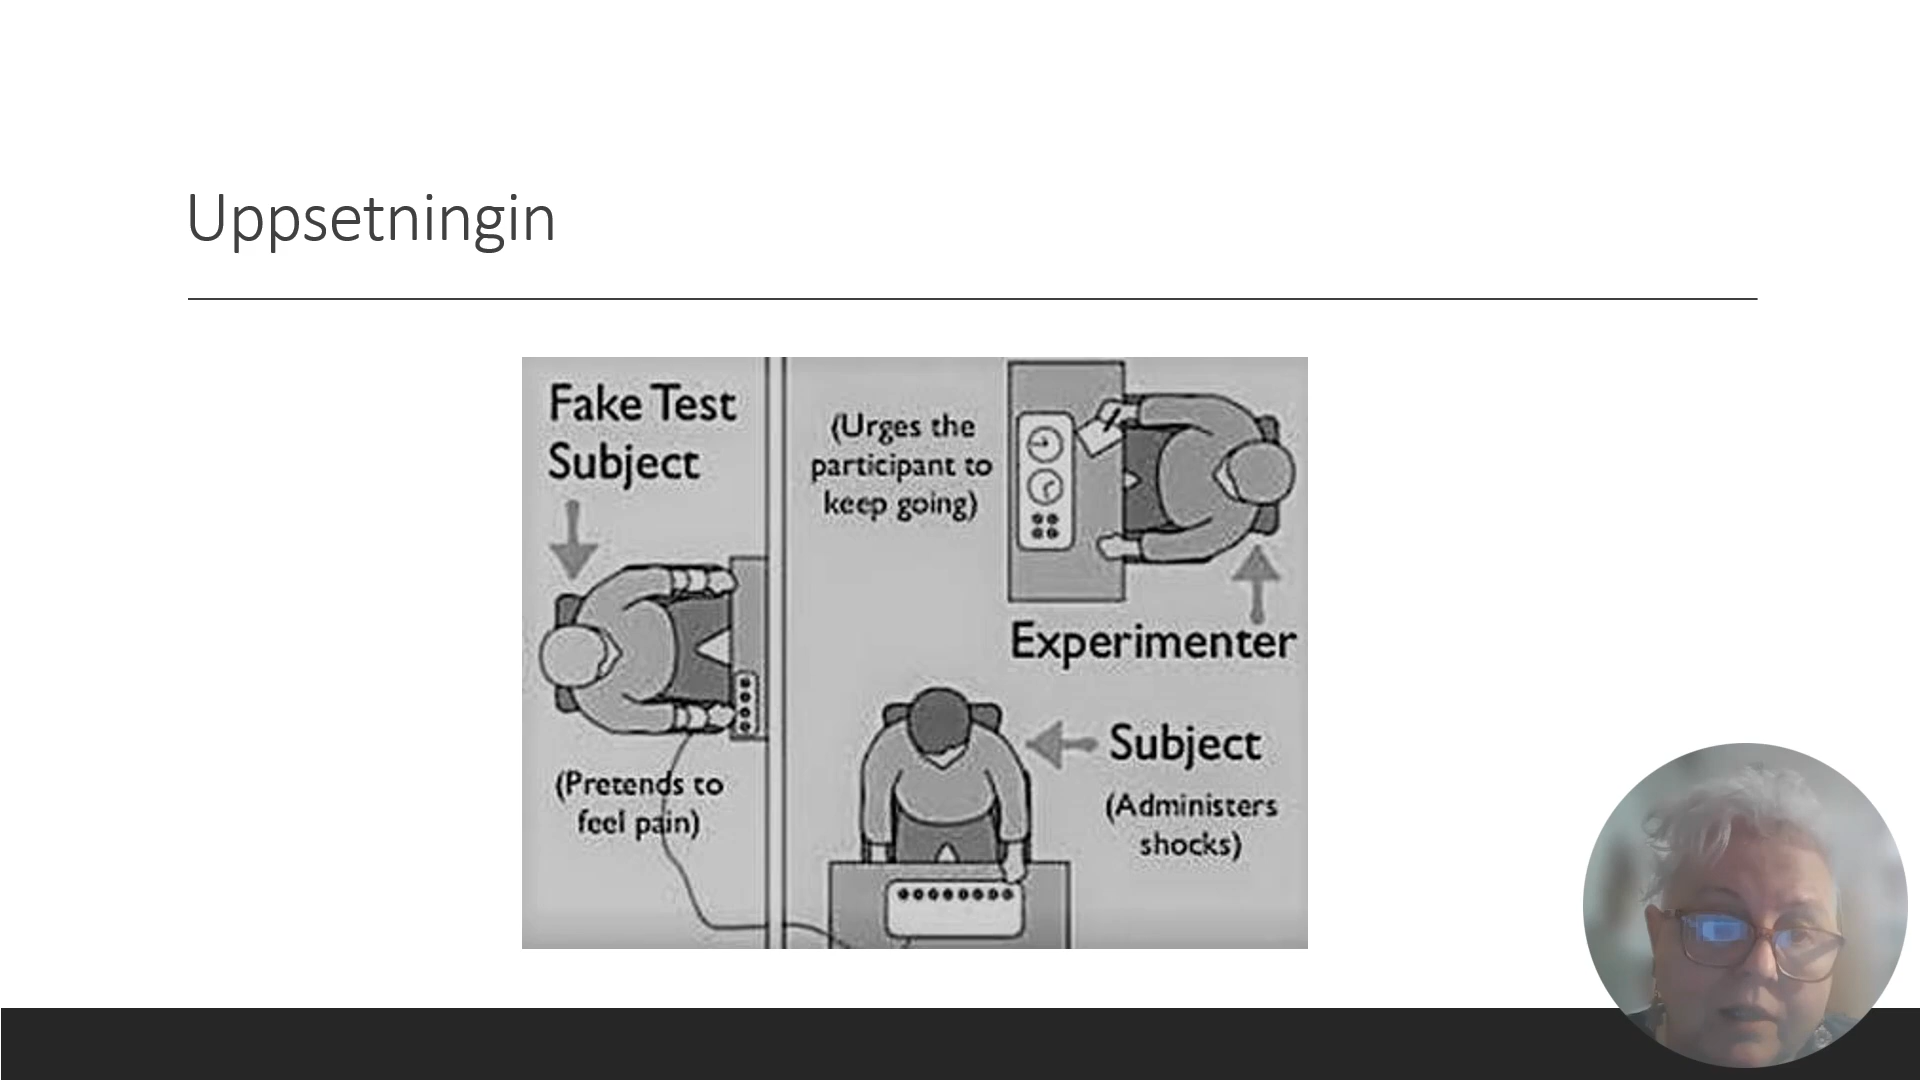 Uppsetningin
Fake Test
Subject
(Pretends to
feel pain)
(Urges the
participant to
keep going)
Experimenter
Subject
(Administers
shocks)